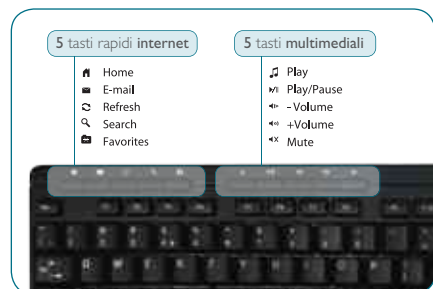 5 tasti rapidi internet
Home
E-mail
Refresh
Search
Favorites
5 tasti multimediali
Play
Play/Pause
-Volume
+Volume
Mute